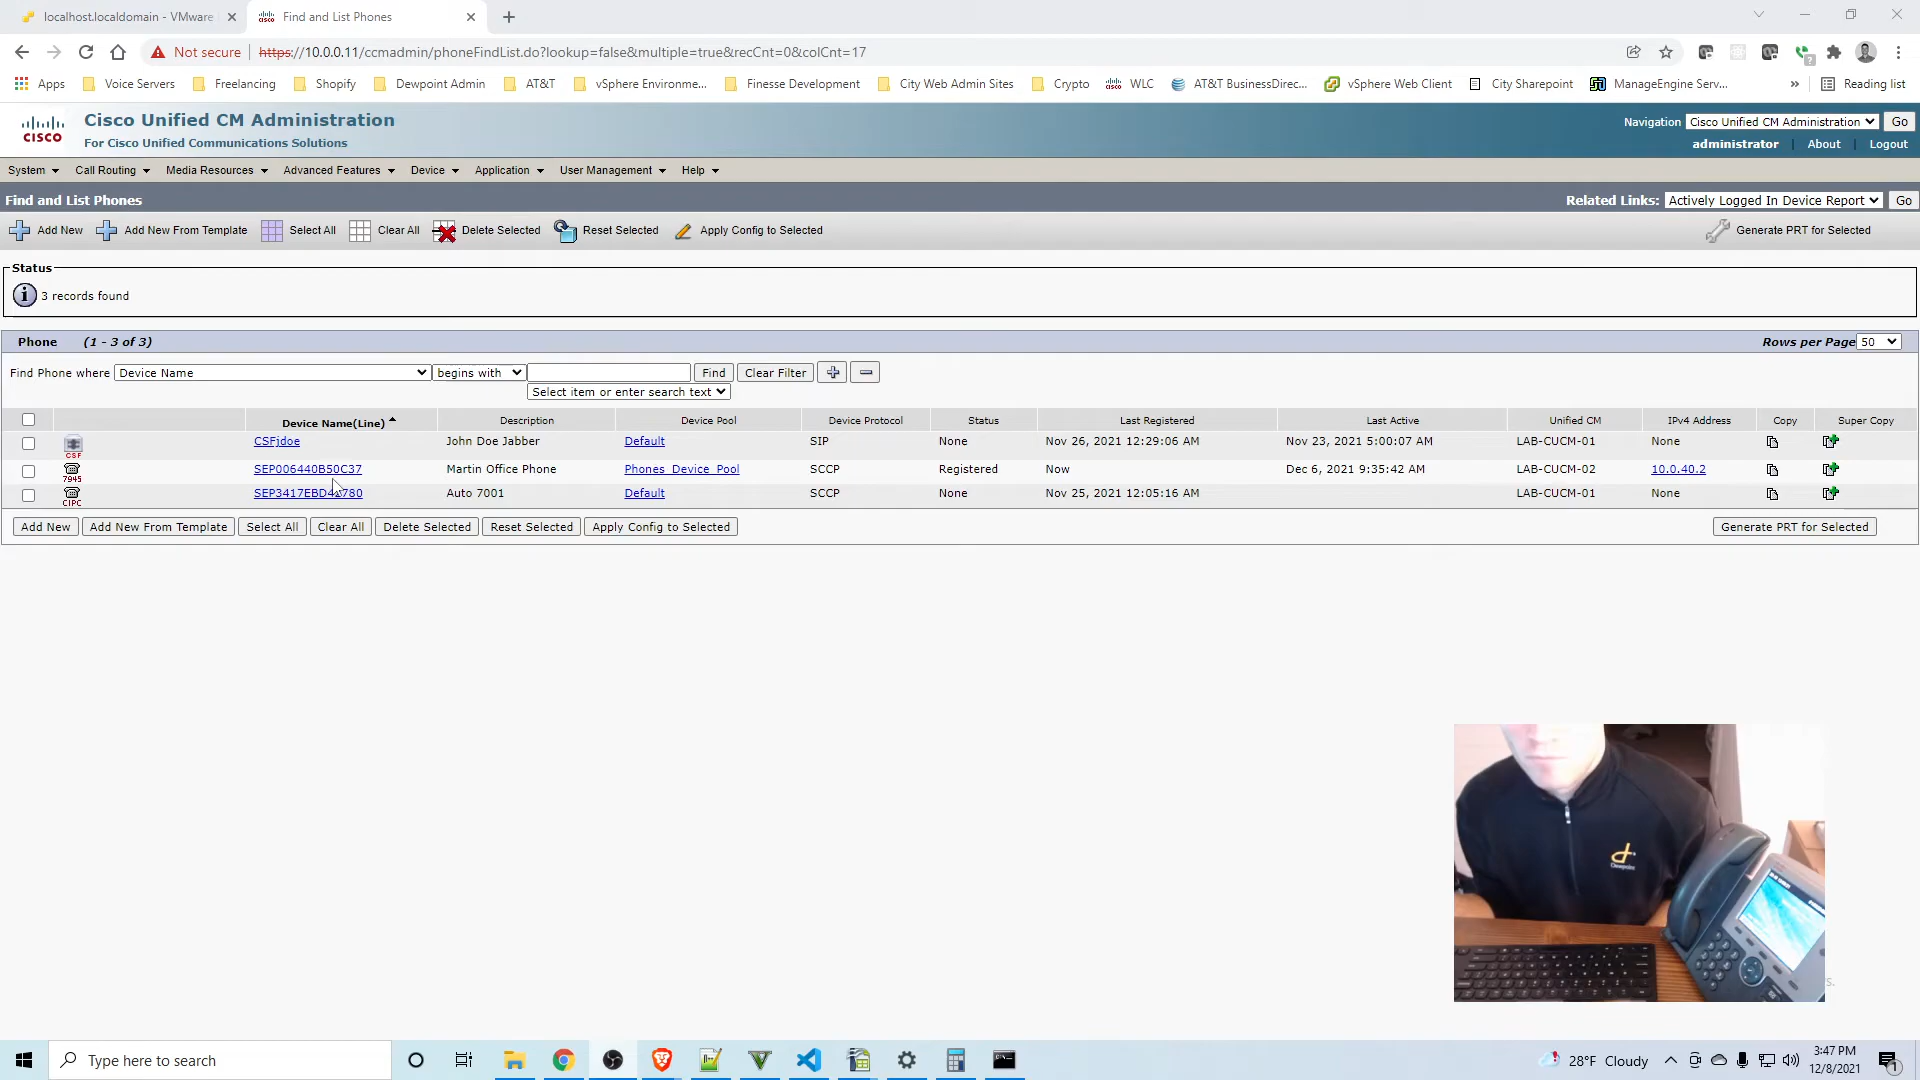 localhost.localdomain - VMware
Find and List Phones
Not secure
https://10.0.0.11/ccmadmin/phoneFindList.do?lookup=false&multiple=true&recCnt=0&colCnt=17
Apps
Voice Servers
Freelancing
Shopify
Dewpoint Admin
AT&T
vSphere Environme...
Finesse Development
City Web Admin Sites
Crypto
WLC
AT&T BusinessDirec...
vSphere Web Client
City Sharepoint
ManageEngine Serv...
»
Reading list
CISCO
Cisco Unified CM Administration
For Cisco Unified Communications Solutions
Navigation Cisco Unified CM Administration Go
administrator | About | Logout
System Call Routing Media Resources Advanced Features Device Application User Management Help
Find and List Phones
Related Links: Actively Logged In Device Report Go
Add New Add New From Template Select All Clear All Delete Selected Reset Selected Apply Config to Selected
Generate PRT for Selected
Status
3 records found
Phone (1 - 3 of 3)
Rows per Page 50
Find Phone where Device Name begins with Find Clear Filter
Select item or enter search text
Device Name(Line) Description Device Pool Device Protocol Status Last Registered Last Active Unified CM IPv4 Address Copy Super Copy
CSF CSFjdoe John Doe Jabber Default SIP None Nov 26, 2021 12:29:06 AM Nov 23, 2021 5:00:07 AM LAB-CUCM-01 None
7945 SEP006440B50C37 Martin Office Phone Phones_Device_Pool SCCP Registered Now Dec 6, 2021 9:35:42 AM LAB-CUCM-02 10.0.40.2
CIPC Auto 7001 Default SCCP None Nov 25, 2021 12:05:16 AM LAB-CUCM-01 None
Add New Add New From Template Select All Clear All Delete Selected Reset Selected Apply Config to Selected
Generate PRT for Selected
Dewpoint
Type here to search
28°F Cloudy
3:47 PM
12/8/2021
1